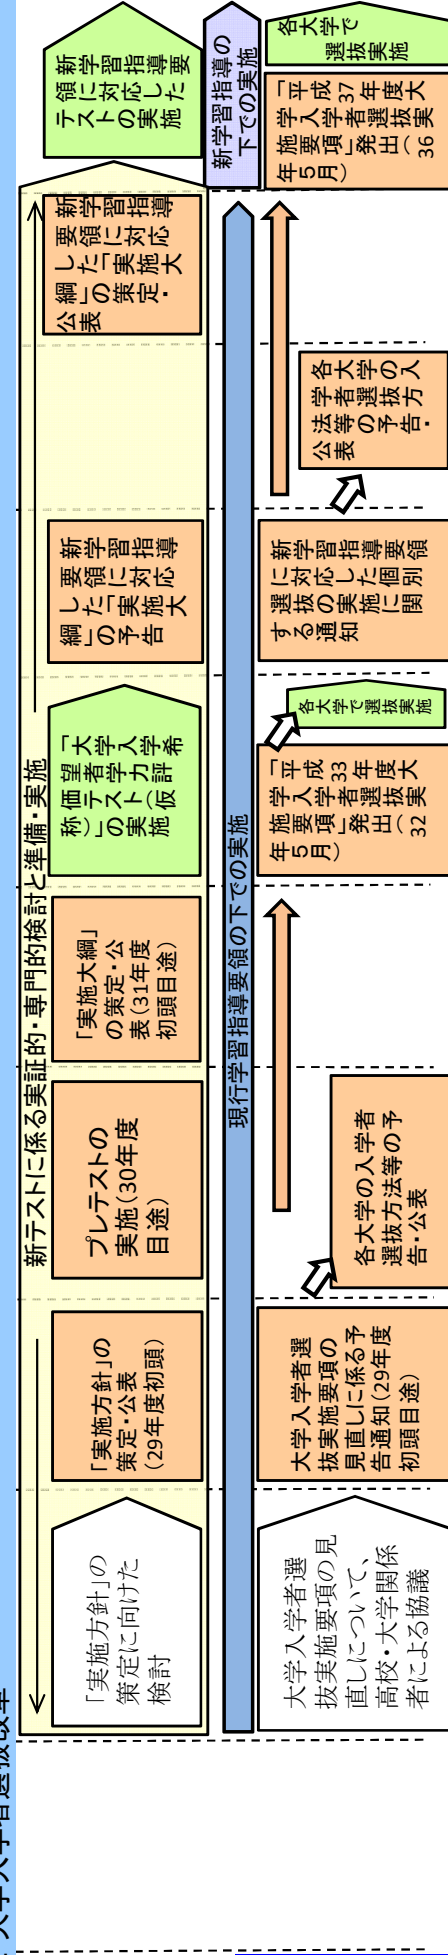 大学入学者選抜改革
新テストに係る実証的・専門的検討と準備・実施
「実施方針」の
策定に向けた
検討
「実施方針」の
策定・公表
(29年度初頭)
プレテストの
実施(30年度
目途)
「実施大綱」
の策定・公
表(31年度
初頭目途)
「大学入学希
望者学力評
価テスト(仮
称)」の実施
新学習指導
要領に対応
した「実施大
綱」の予告
新学習指導
要領に対応
した「実施大
綱」の策定・
公表
新学習指導要
領に対応した
テストの実施
現行学習指導要領の下での実施
新学習指導の
下での実施
大学入学者選
抜実施要項の見
直しについて、
高校・大学関係
者による協議
大学入学者選
抜実施要項の
見直しに係る予
告通知(29年度
初頭目途)
各大学の入学者
選抜方法等の予
告・公表
「平成33年度大
学入学者選抜実
施要項」発出(32
年5月)
各大学で選抜実施
新学習指導要領
に対応した個別
選抜の実施に関
する通知
各大学の入
学者選抜方
法等の予告・
公表
「平成37年度大
学入学者選抜実
施要項」発出(36
年5月)
各大学で
選抜実施